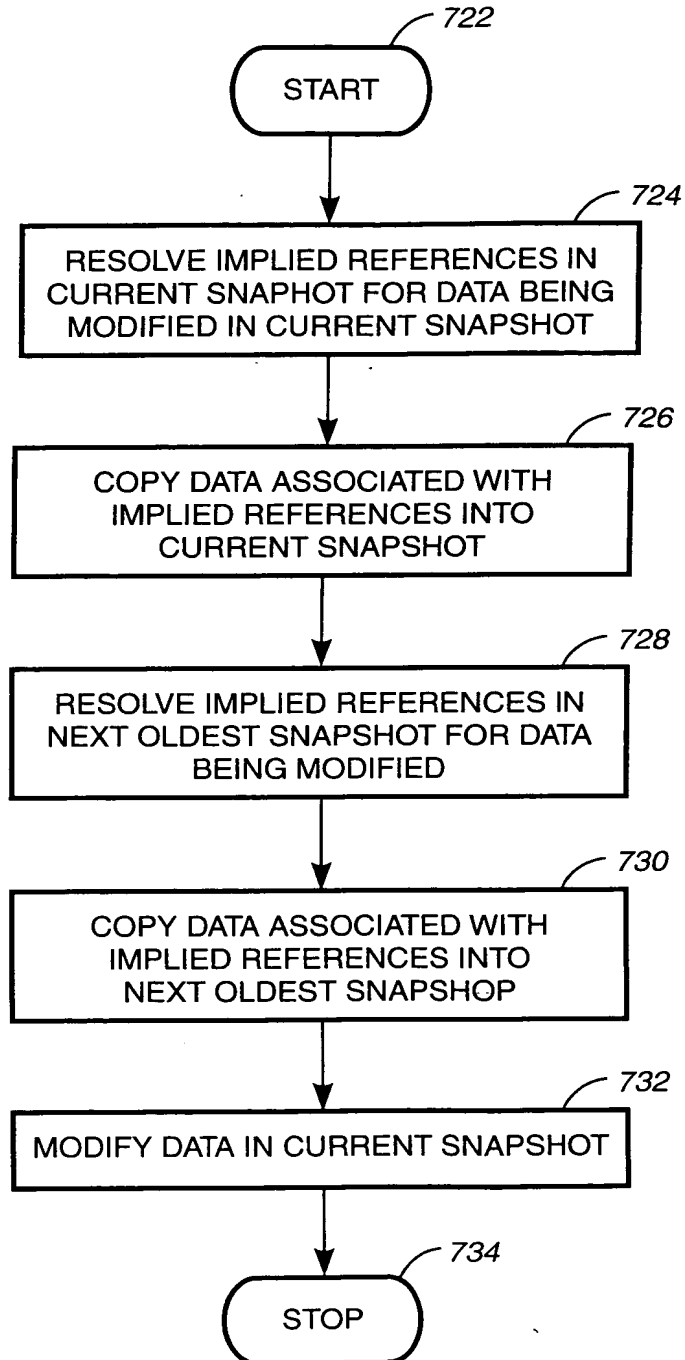 722
START
724
RESOLVE IMPLIED REFERENCES IN
CURRENT SNAPHOT FOR DATA BEING
MODIFIED IN CURRENT SNAPSHOT
726
COPY DATA ASSOCIATED WITH
IMPLIED REFERENCES INTO
CURRENT SNAPSHOT
728
RESOLVE IMPLIED REFERENCES IN
NEXT OLDEST SNAPSHOT FOR DATA
BEING MODIFIED
730
COPY DATA ASSOCIATED WITH
IMPLIED REFERENCES INTO
NEXT OLDEST SNAPSHOP
732
MODIFY DATA IN CURRENT SNAPSHOT
734
STOP